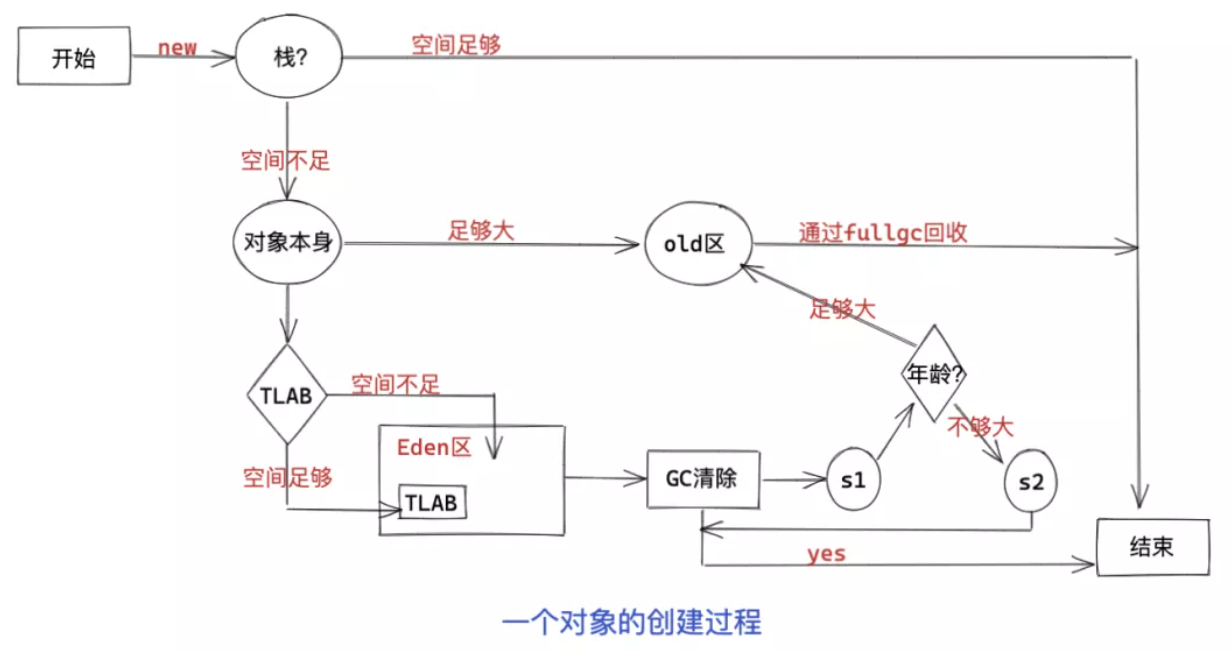 开始
new
栈?
空间足够
空间不足
对象本身
足够大
old区
通过fullgc回收
足够大
年龄?
不够大
TLAB
空间不足
空间足够
Eden区
TLAB
GC清除
s1
s2
yes
结束
一个对象的创建过程